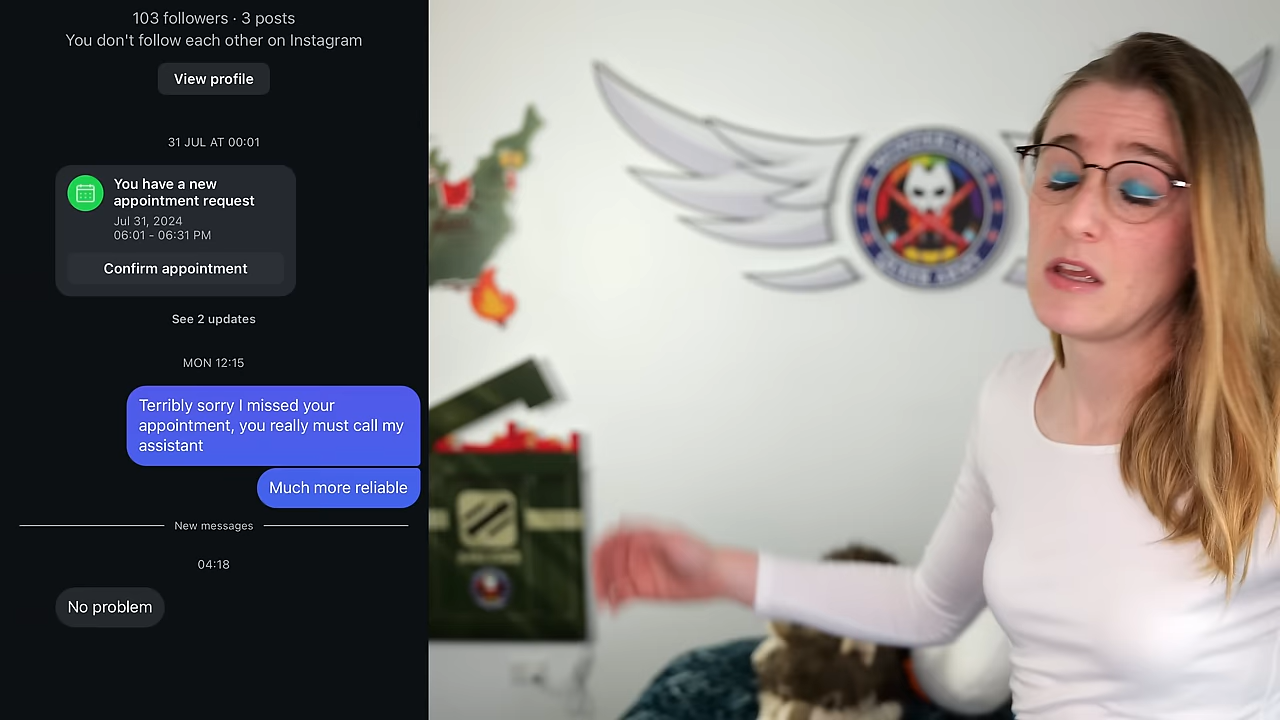 103 followers · 3 posts
You don't follow each other on Instagram
View profile
31 JUL AT 00:01
You have a new
appointment request
Jul 31, 2024
06:01 - 06:31 PM
Confirm appointment
See 2 updates
MON 12:15
Terribly sorry I missed your
appointment, you really must call my
assistant
Much more reliable
New messages
04:18
No problem